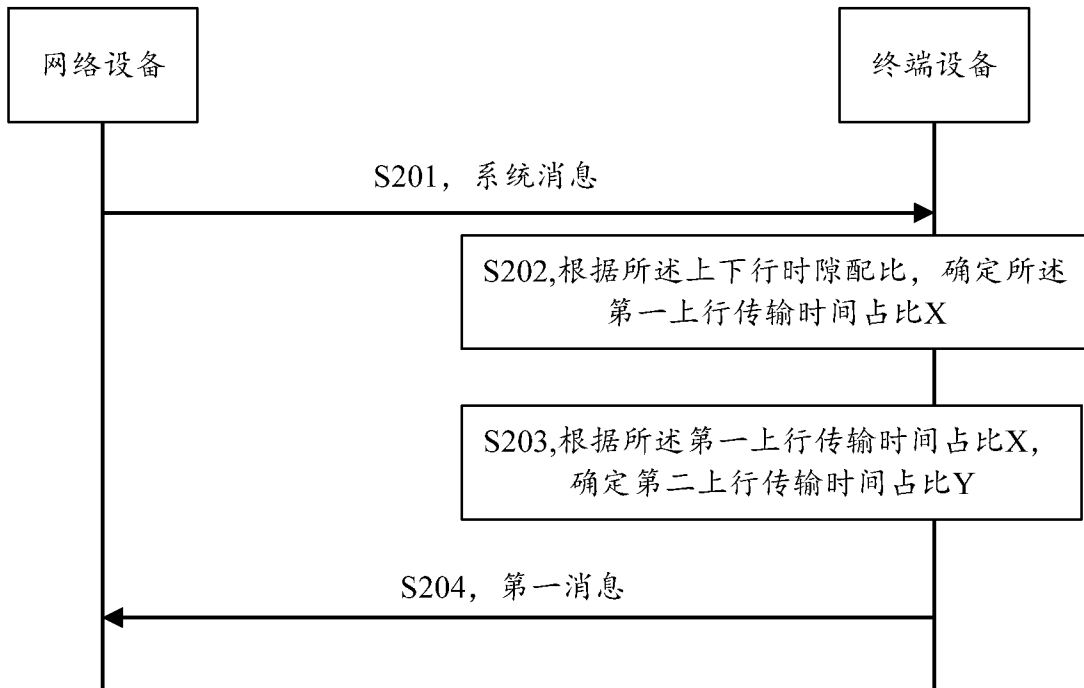 网络设备
终端设备
S201，系统消息
S202,根据所述上下行时隙配比，确定所述
第一上行传输时间占比X
S203,根据所述第一上行传输时间占比X，
确定第二上行传输时间占比Y
S204，第一消息